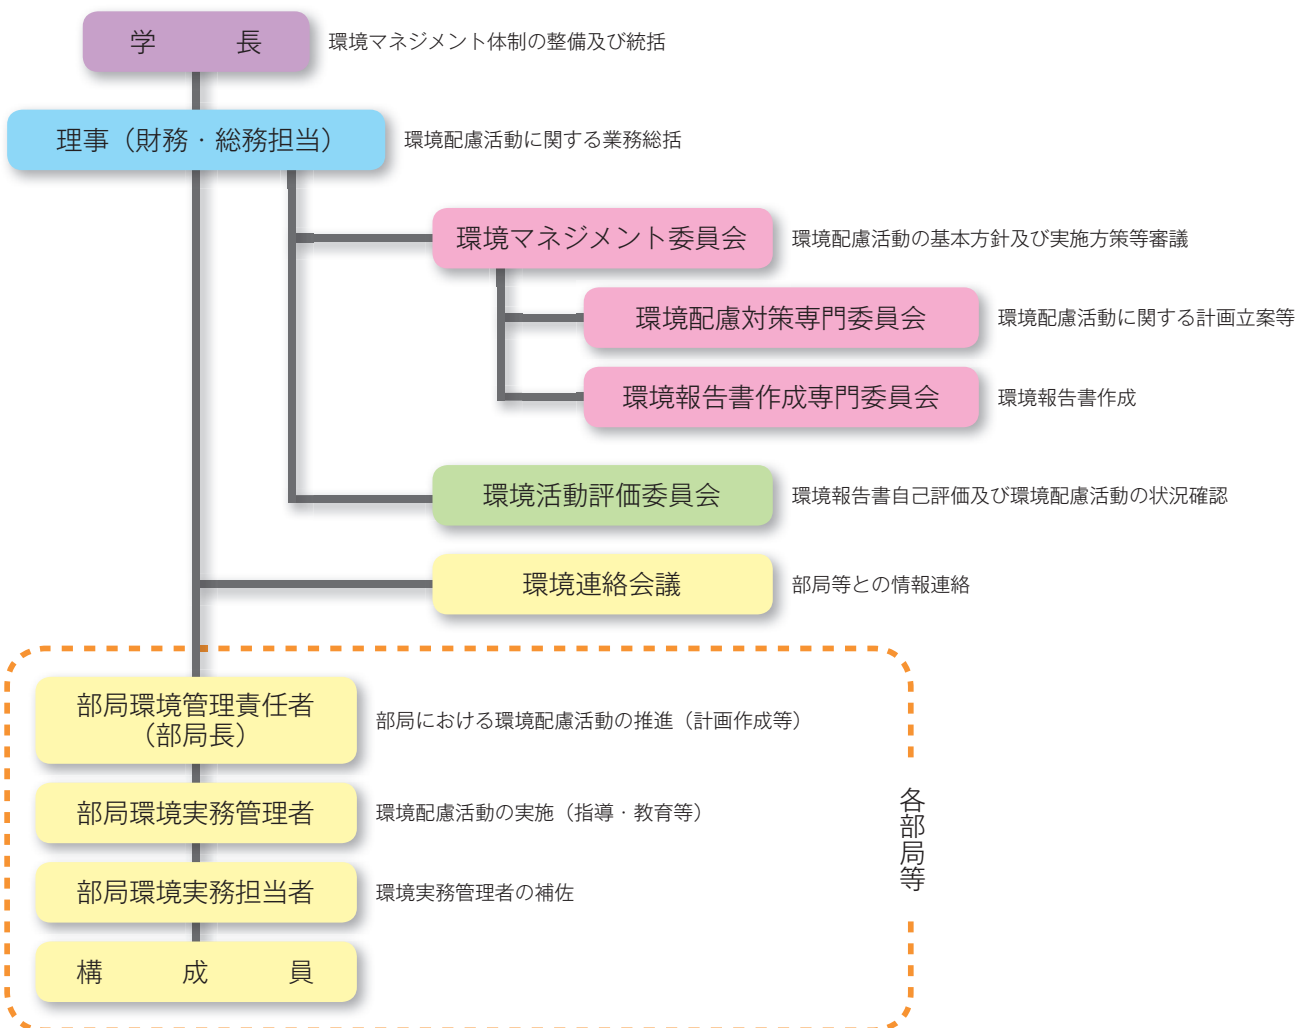 学　長
環境マネジメント体制の整備及び統括
理事（財務・総務担当）
環境配慮活動に関する業務総括
環境マネジメント委員会
環境配慮活動の基本方針及び実施方策等審議
環境配慮対策専門委員会
環境配慮活動に関する計画立案等
環境報告書作成専門委員会
環境報告書作成
環境活動評価委員会
環境報告書自己評価及び環境配慮活動の状況確認
環境連絡会議
部局等との情報連絡
部局環境管理責任者
（部局長）
部局における環境配慮活動の推進（計画作成等）
部局環境実務管理者
環境配慮活動の実施（指導・教育等）
部局環境実務担当者
環境実務管理者の補佐
構　成　員
各部局等